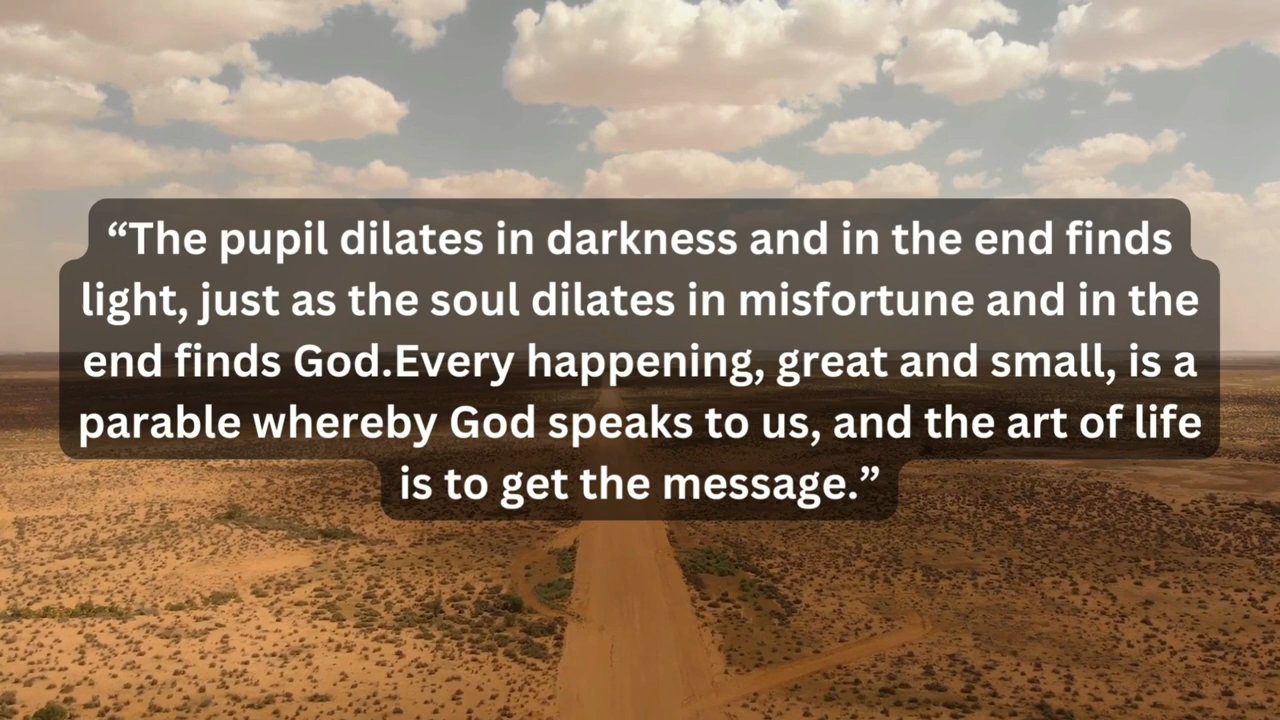 “The pupil dilates in darkness and in the end finds
light, just as the soul dilates in misfortune and in the
end finds God.Every happening, great and small, is a
parable whereby God speaks to us, and the art of life
is to get the message.”